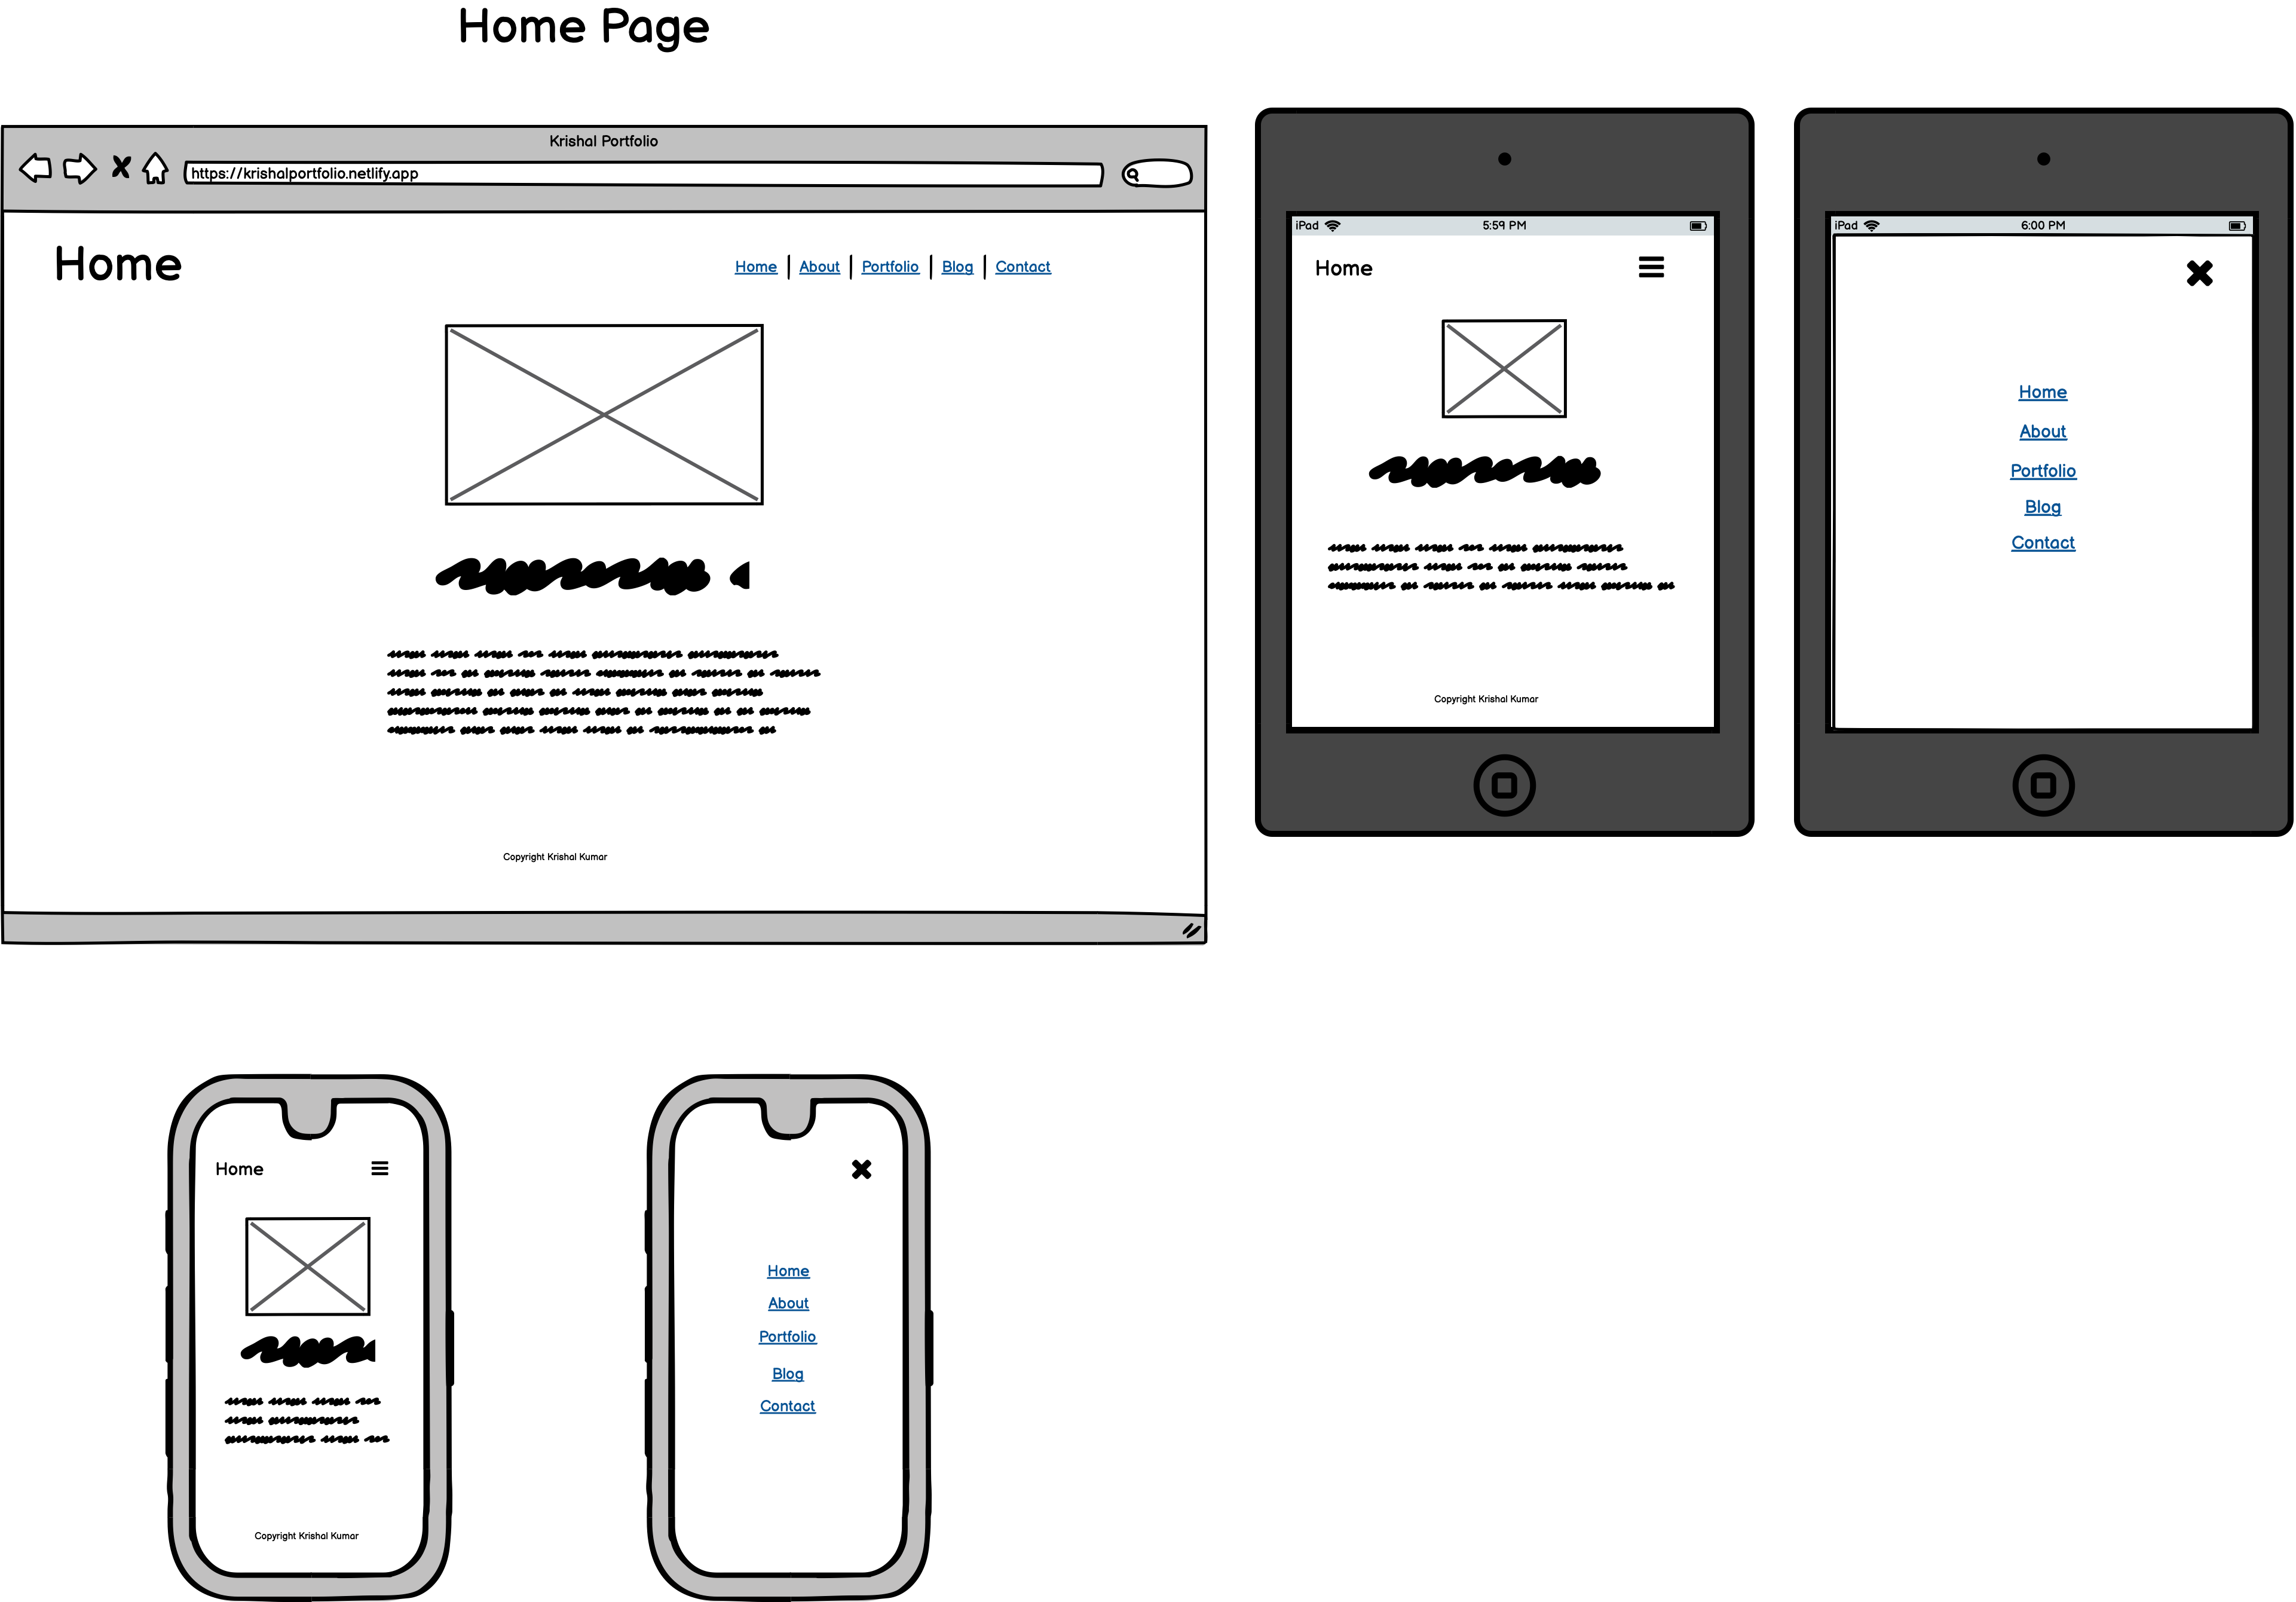 Home Page
Krishal Portfolio
https://krishalportfolio.netlify.app
Home
Home About Portfolio Blog Contact
Copyright Krishal Kumar
iPad 5:59 PM
Home
Copyright Krishal Kumar
iPad 6:00 PM
Home
About
Portfolio
Blog
Contact
Home
Copyright Krishal Kumar
Home
About
Portfolio
Blog
Contact